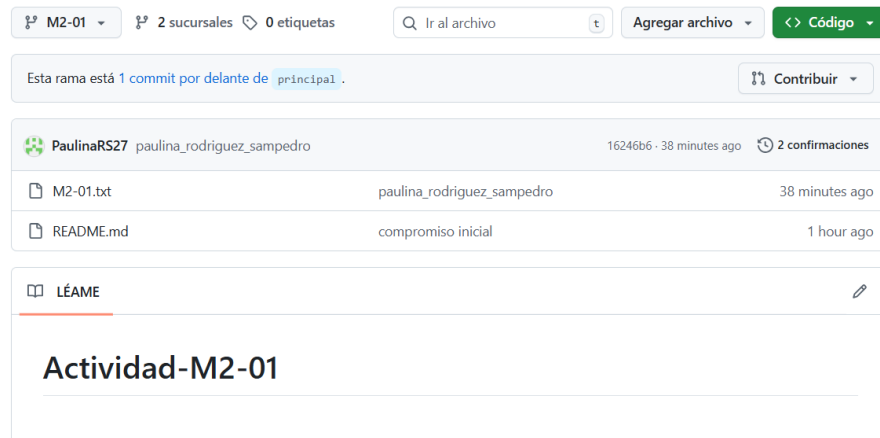 M2-01 2 sucursales 0 etiquetas Ir al archivo t Agregar archivo <> Código
Esta rama está 1 commit por delante de principal. Contribuir
PaulinaRS27 paulina_rodriguez_sampedro 16246b6 · 38 minutes ago 2 confirmaciones
M2-01.txt paulina_rodriguez_sampedro 38 minutes ago
README.md compromiso inicial 1 hour ago
LÉAME
Actividad-M2-01